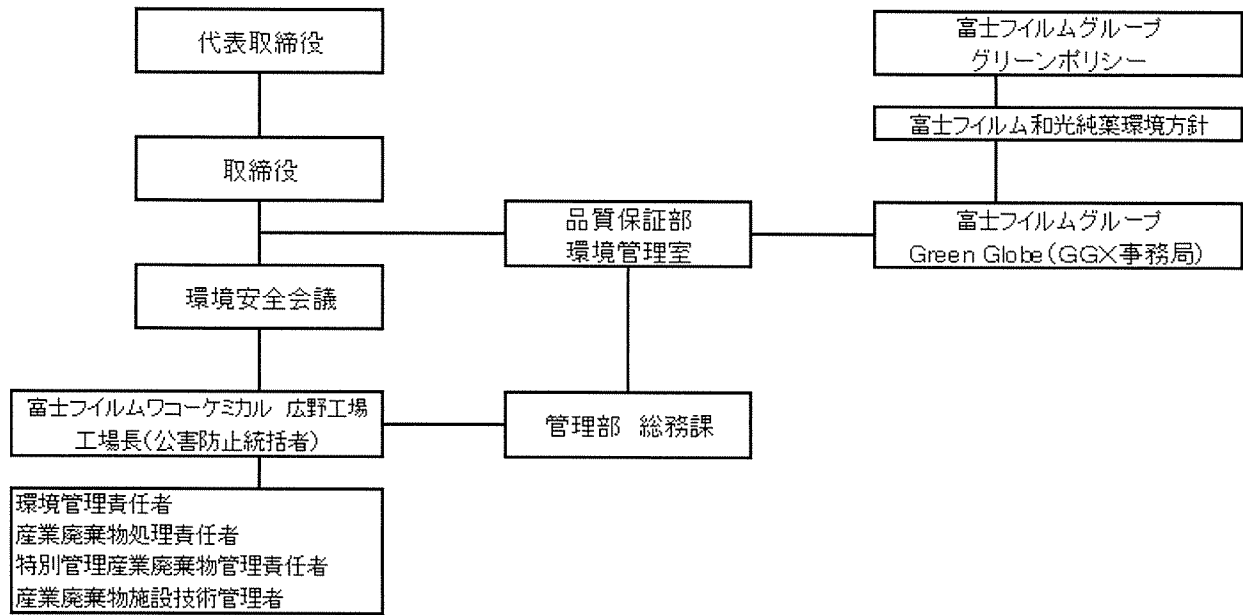 代表取締役
富士フイルムグループ
グリーンポリシー
富士フイルム和光純薬環境方針
取締役
品質保証部
環境管理室
富士フイルムグループ
Green Globe(GGX事務局)
環境安全会議
富士フイルムワコーケミカル 広野工場
工場長(公害防止統括者)
管理部 総務課
環境管理責任者
産業廃棄物処理責任者
特別管理産業廃棄物管理責任者
産業廃棄物施設技術管理者